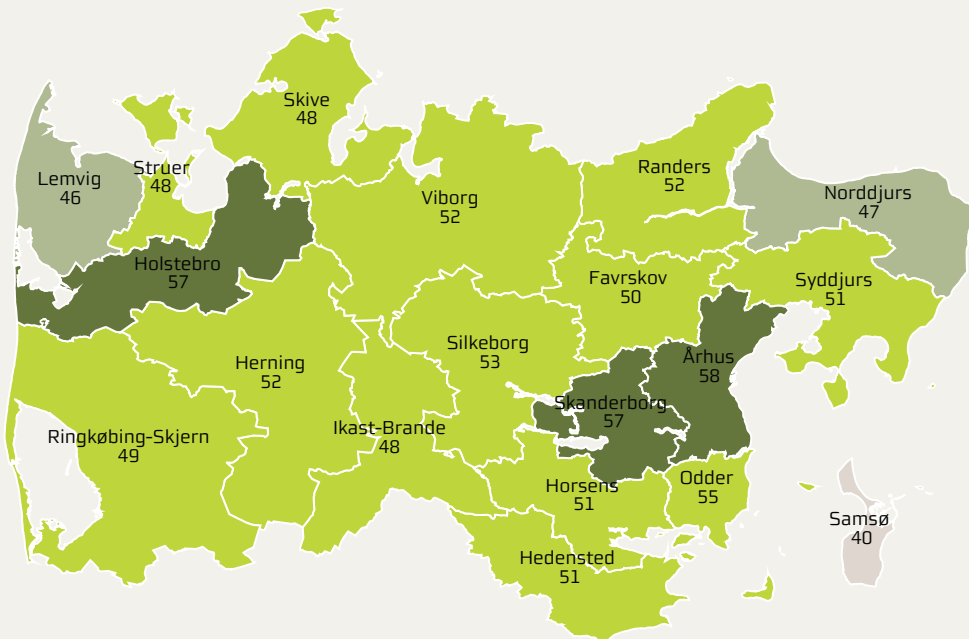 Skive
48
Struer
48
Lemvig
46
Randers
52
Norddjurs
47
Viborg
52
Holstebro
57
Favrskov
50
Syddjurs
51
Silkeborg
53
Århus
58
Herning
52
Skanderborg
57
Ikast-Brande
48
Ringkøbing-Skjern
49
Horsens
51
Odder
55
Samsø
40
Hedensted
51